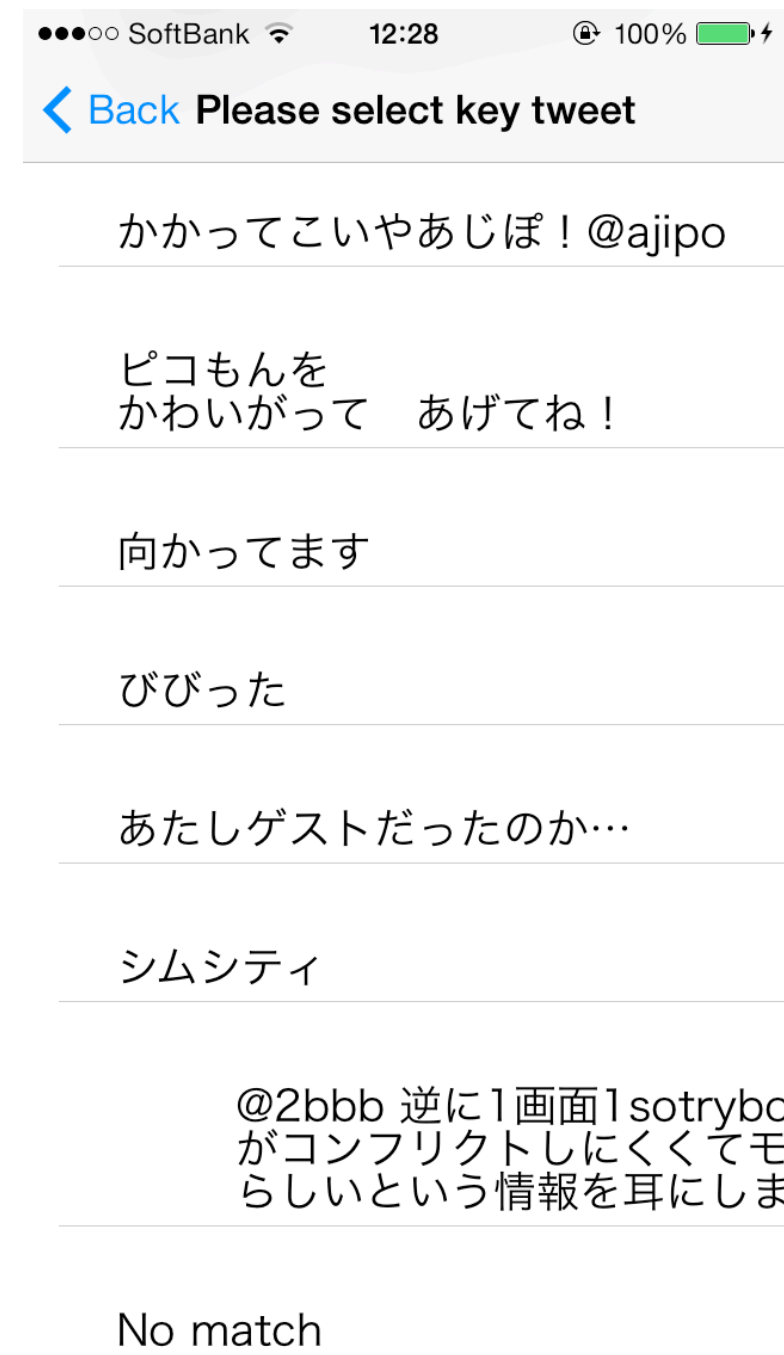 SoftBank 12:28 100%
Back Please select key tweet
かかってこいやあじぽ！@ajipo
ピコもんを
かわいがって　あげてね！
向かってます
びびった
あたしゲストだったのか…
シムシティ
@2bbb 逆に1画面1sotrybo
がコンフリクトしにくくてモ
らしいという情報を耳にしま
No match